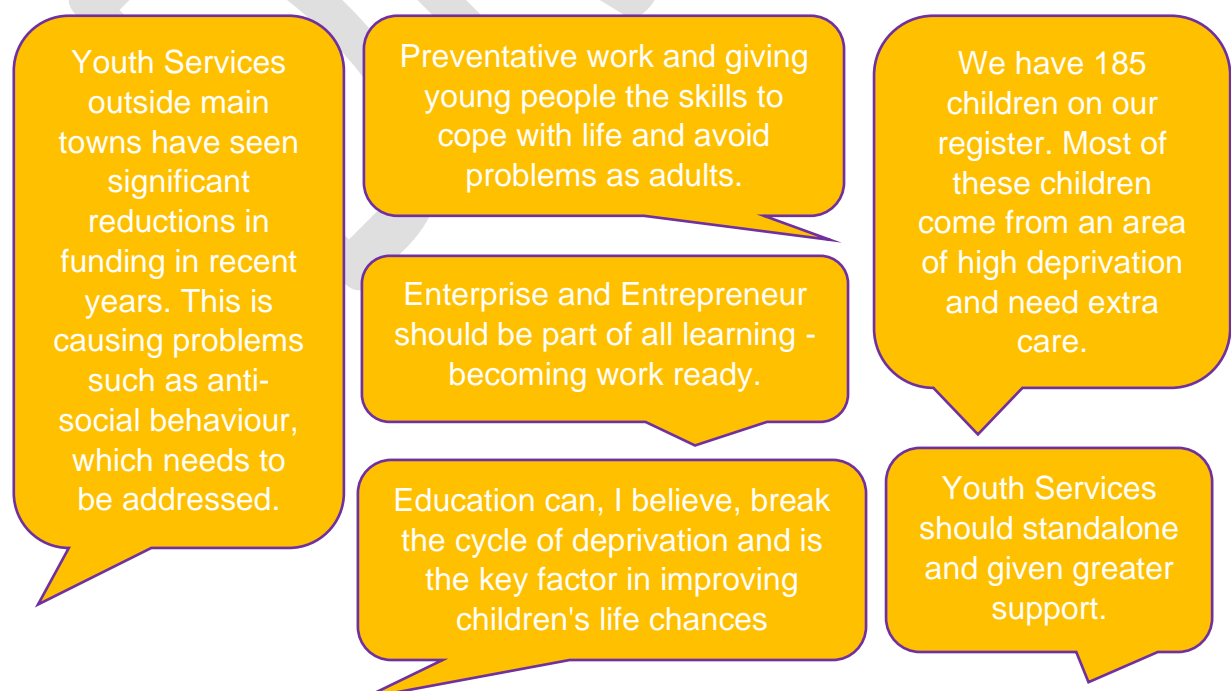 Youth Services
outside main
towns have seen
significant
reductions in
funding in recent
years. This is
causing problems
such as anti-
social behaviour,
which needs to
be addressed.
Preventative work and giving
young people the skills to
cope with life and avoid
problems as adults.
Enterprise and Entrepreneur
should be part of all learning -
becoming work ready.
Education can, I believe, break
the cycle of deprivation and is
the key factor in improving
children's life chances
We have 185
children on our
register. Most of
these children
come from an area
of high deprivation
and need extra
care.
Youth Services
should standalone
and given greater
support.